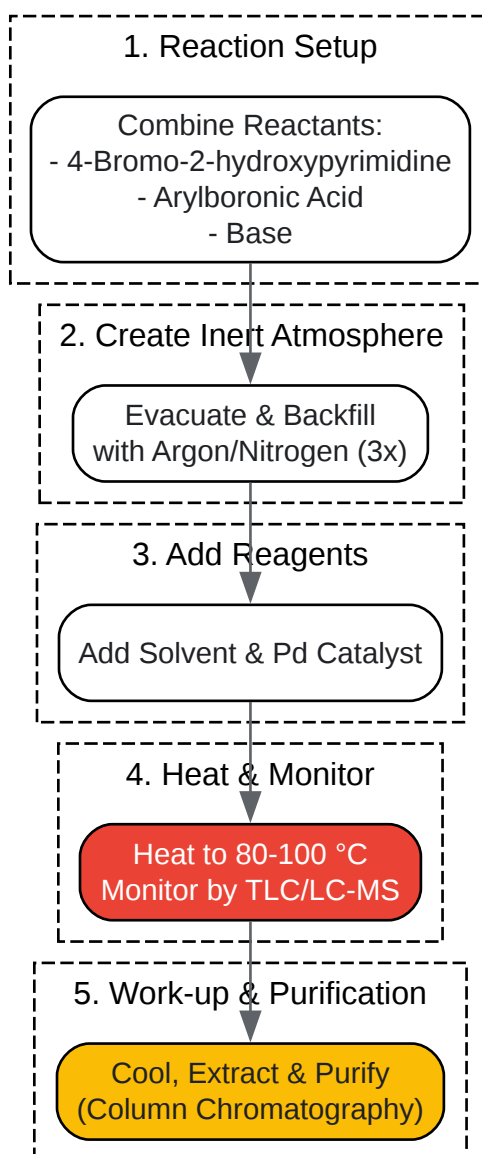 1. Reaction Setup
Combine Reactants:
- 4-Bromo-2-hydroxypyrimidine
- Arylboronic Acid
- Base
2. Create Inert Atmosphere
Evacuate & Backfill
with Argon/Nitrogen (3x)
3. Add Reagents
Add Solvent & Pd Catalyst
4. Heat & Monitor
Heat to 80-100 °C
Monitor by TLC/LC-MS
5. Work-up & Purification
Cool, Extract & Purify
(Column Chromatography)